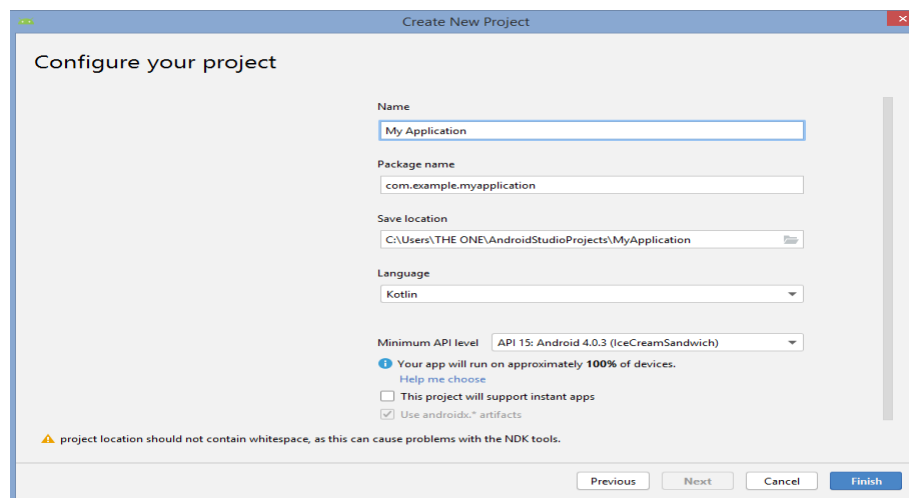 Create New Project
Configure your project
Name
My Application
Package name
com.example.myapplication
Save location
C:\Users\THE ONE\AndroidStudioProjects\MyApplication
Language
Kotlin
Minimum API level API 15: Android 4.0.3 (IceCreamSandwich)
Your app will run on approximately 100% of devices.
Help me choose
This project will support instant apps
Use androidx.* artifacts
project location should not contain whitespace, as this can cause problems with the NDK tools.
Previous Next Cancel Finish